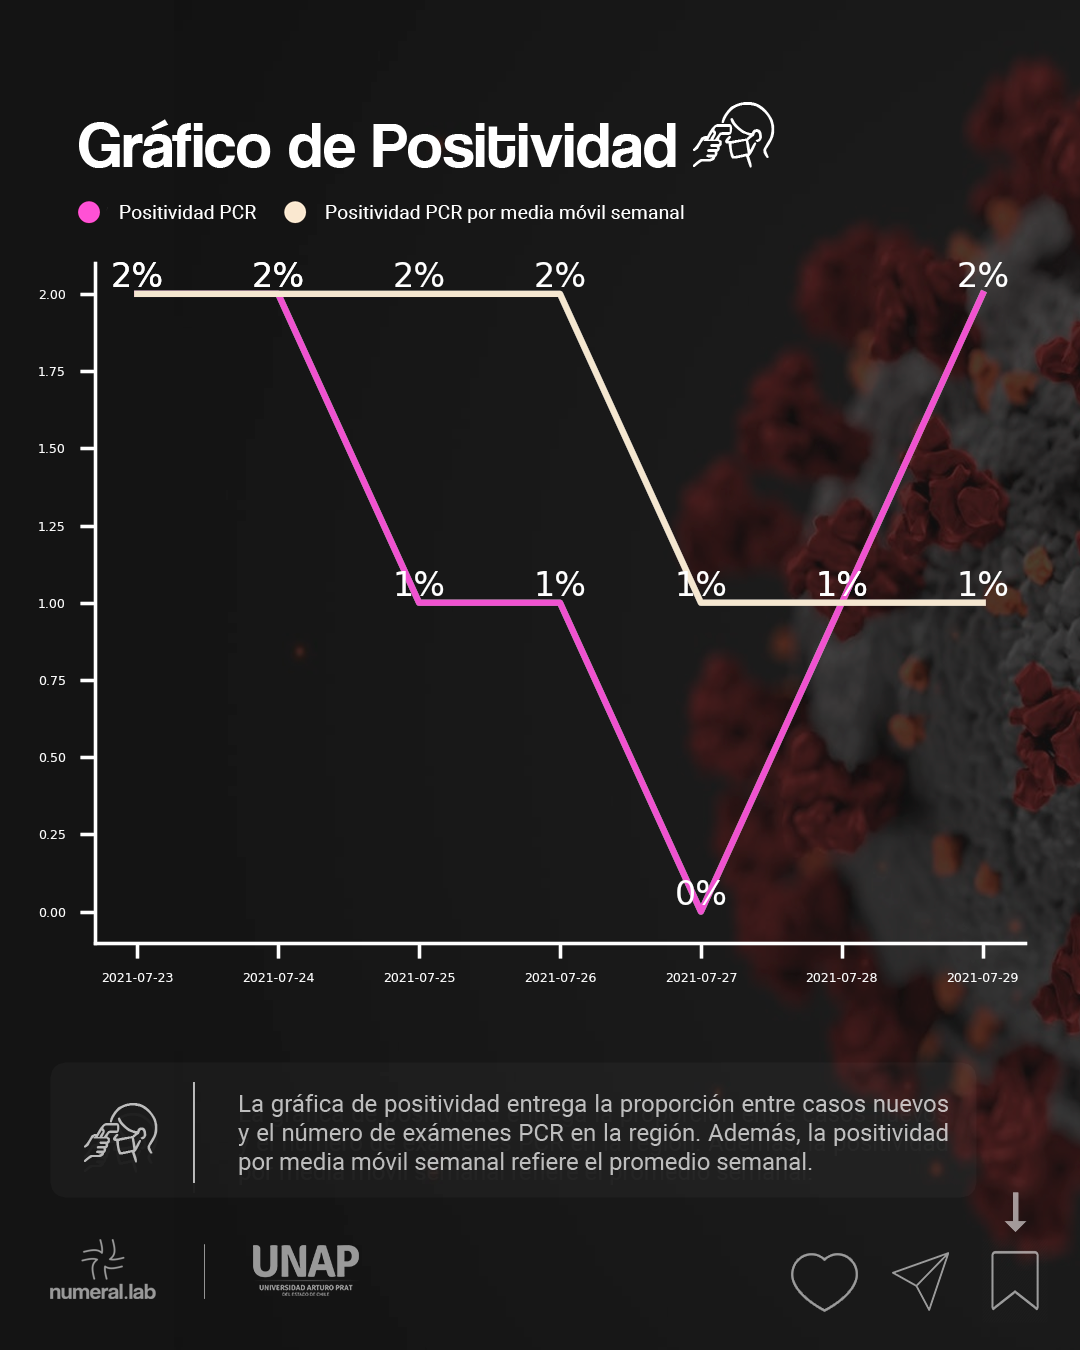 Gráfico de Positividad
Positividad PCR Positividad PCR por media móvil semanal
2% 2% 2% 2% 2%
2.00
1.75
1.50
1.25
1% 1% 1% 1% 1%
1.00
0.75
0.50
0.25
0%
0.00
2021-07-23 2021-07-24 2021-07-25 2021-07-26 2021-07-27 2021-07-28 2021-07-29
La gráfica de positividad entrega la proporción entre casos nuevos
y el número de exámenes PCR en la región. Además, la positividad
por media móvil semanal refiere el promedio semanal.
numeral.lab
UNAP
UNIVERSIDAD ARTURO PRAT
DEL ESTADO DE CHILE